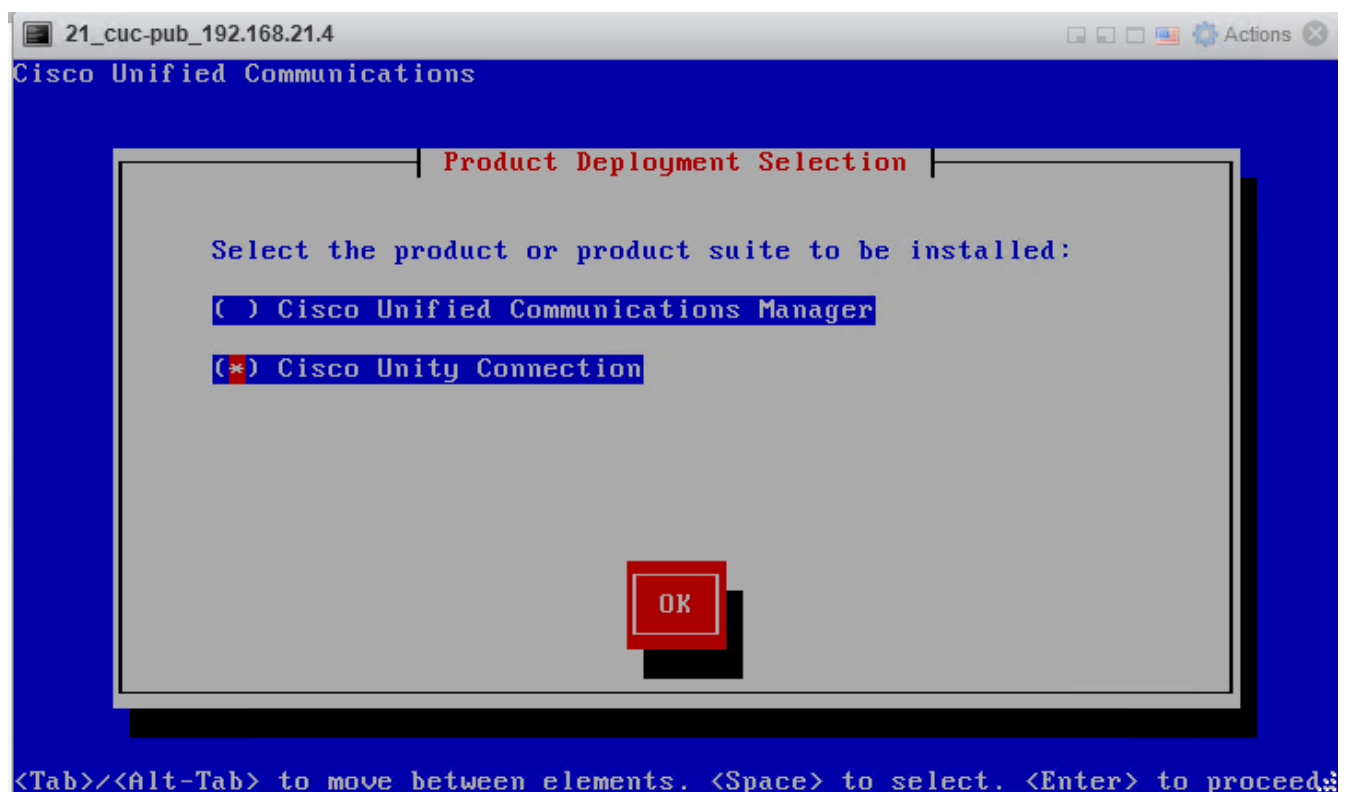 21_cuc-pub_192.168.21.4 Actions
Cisco Unified Communications
Product Deployment Selection
Select the product or product suite to be installed:
( ) Cisco Unified Communications Manager
(*) Cisco Unity Connection
OK
<Tab>/<Alt-Tab> to move between elements. <Space> to select. <Enter> to proceed.